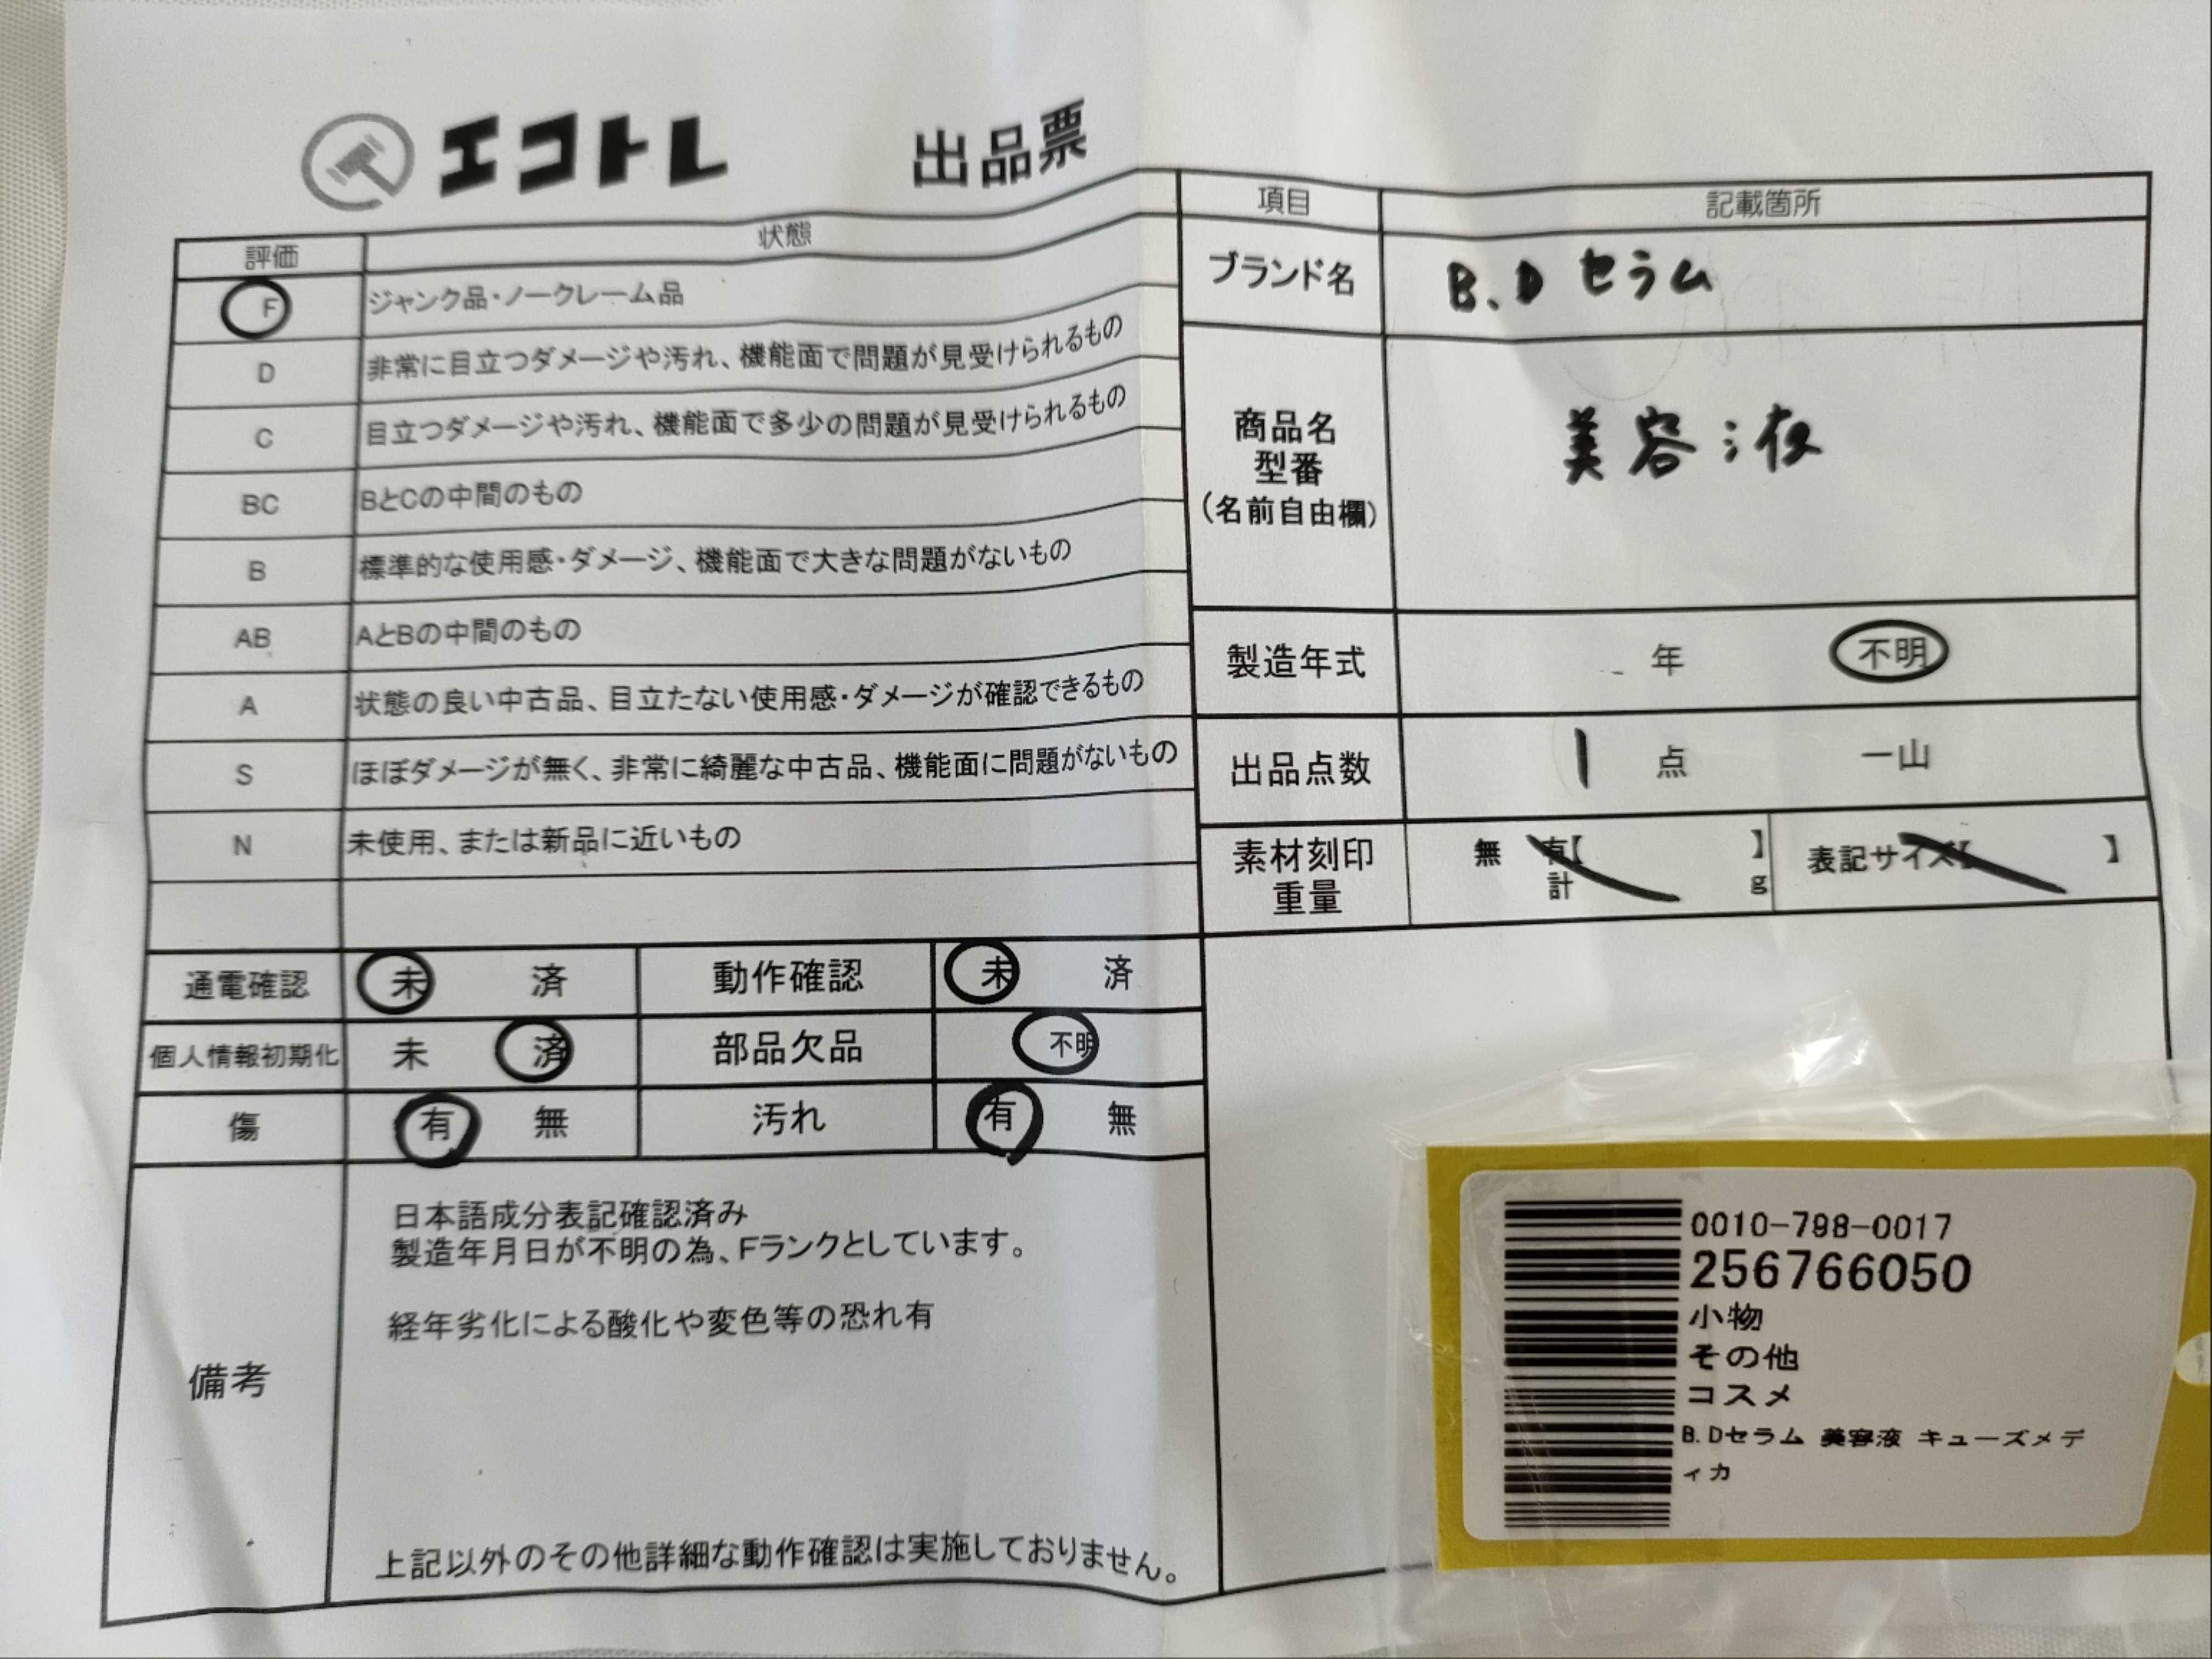 エコトレ 出品票
評価 状態
F ジャンク品・ノークレーム品
D 非常に目立つダメージや汚れ、機能面で問題が見受けられるもの
C 目立つダメージや汚れ、機能面で多少の問題が見受けられるもの
BC BとCの中間のもの
B 標準的な使用感・ダメージ、機能面で大きな問題がないもの
AB AとBの中間のもの
A 状態の良い中古品、目立たない使用感・ダメージが確認できるもの
S ほぼダメージが無く、非常に綺麗な中古品、機能面に問題がないもの
N 未使用、または新品に近いもの
通電確認 未 済 動作確認 未 済
個人情報初期化 未 済 部品欠品 不明
傷 有 無 汚れ 有 無
備考
日本語成分表記確認済み
製造年月日が不明の為、Fランクとしています。
経年劣化による酸化や変色等の恐れ有
上記以外のその他詳細な動作確認は実施しておりません。
項目 記載箇所
ブランド名 B.D セラム
商品名
型番
(名前自由欄)
美容液
製造年式 年 不明
出品点数 1 点 一山
素材刻印 無 有【 】 表記サイズ【 】
重量 計 g
0010-798-0017
256766050
小物
その他
コスメ
B.Dセラム 美容液 キューズメデ
ィカ